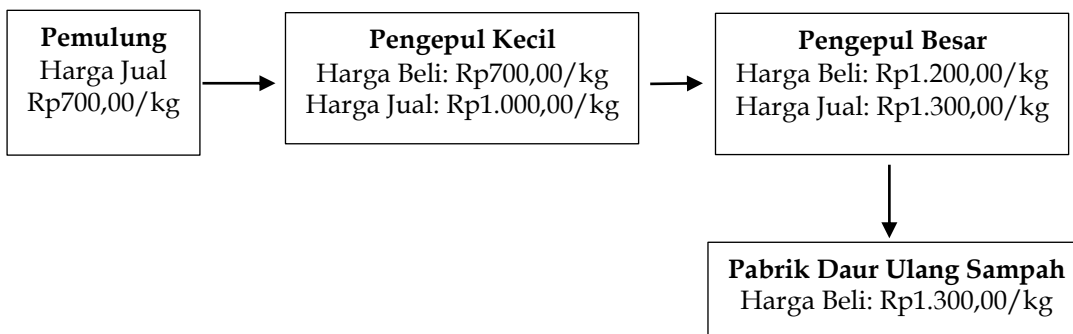 Pemulung
Harga Jual
Rp700,00/kg
Pengepul Kecil
Harga Beli: Rp700,00/kg
Harga Jual: Rp1.000,00/kg
Pengepul Besar
Harga Beli: Rp1.200,00/kg
Harga Jual: Rp1.300,00/kg
Pabrik Daur Ulang Sampah
Harga Beli: Rp1.300,00/kg